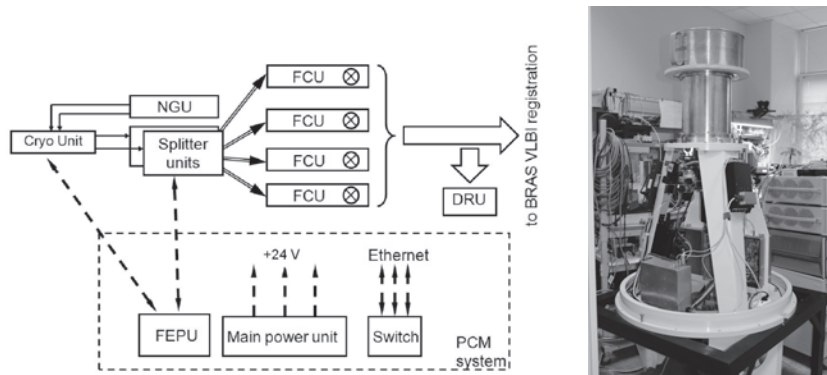 NGU
Cryo Unit
Splitter
units
FCU
FCU
FCU
FCU
DRU
to BRAS VLBI registration
+24 V
Ethernet
FEPU
Main power unit
Switch
PCM
system